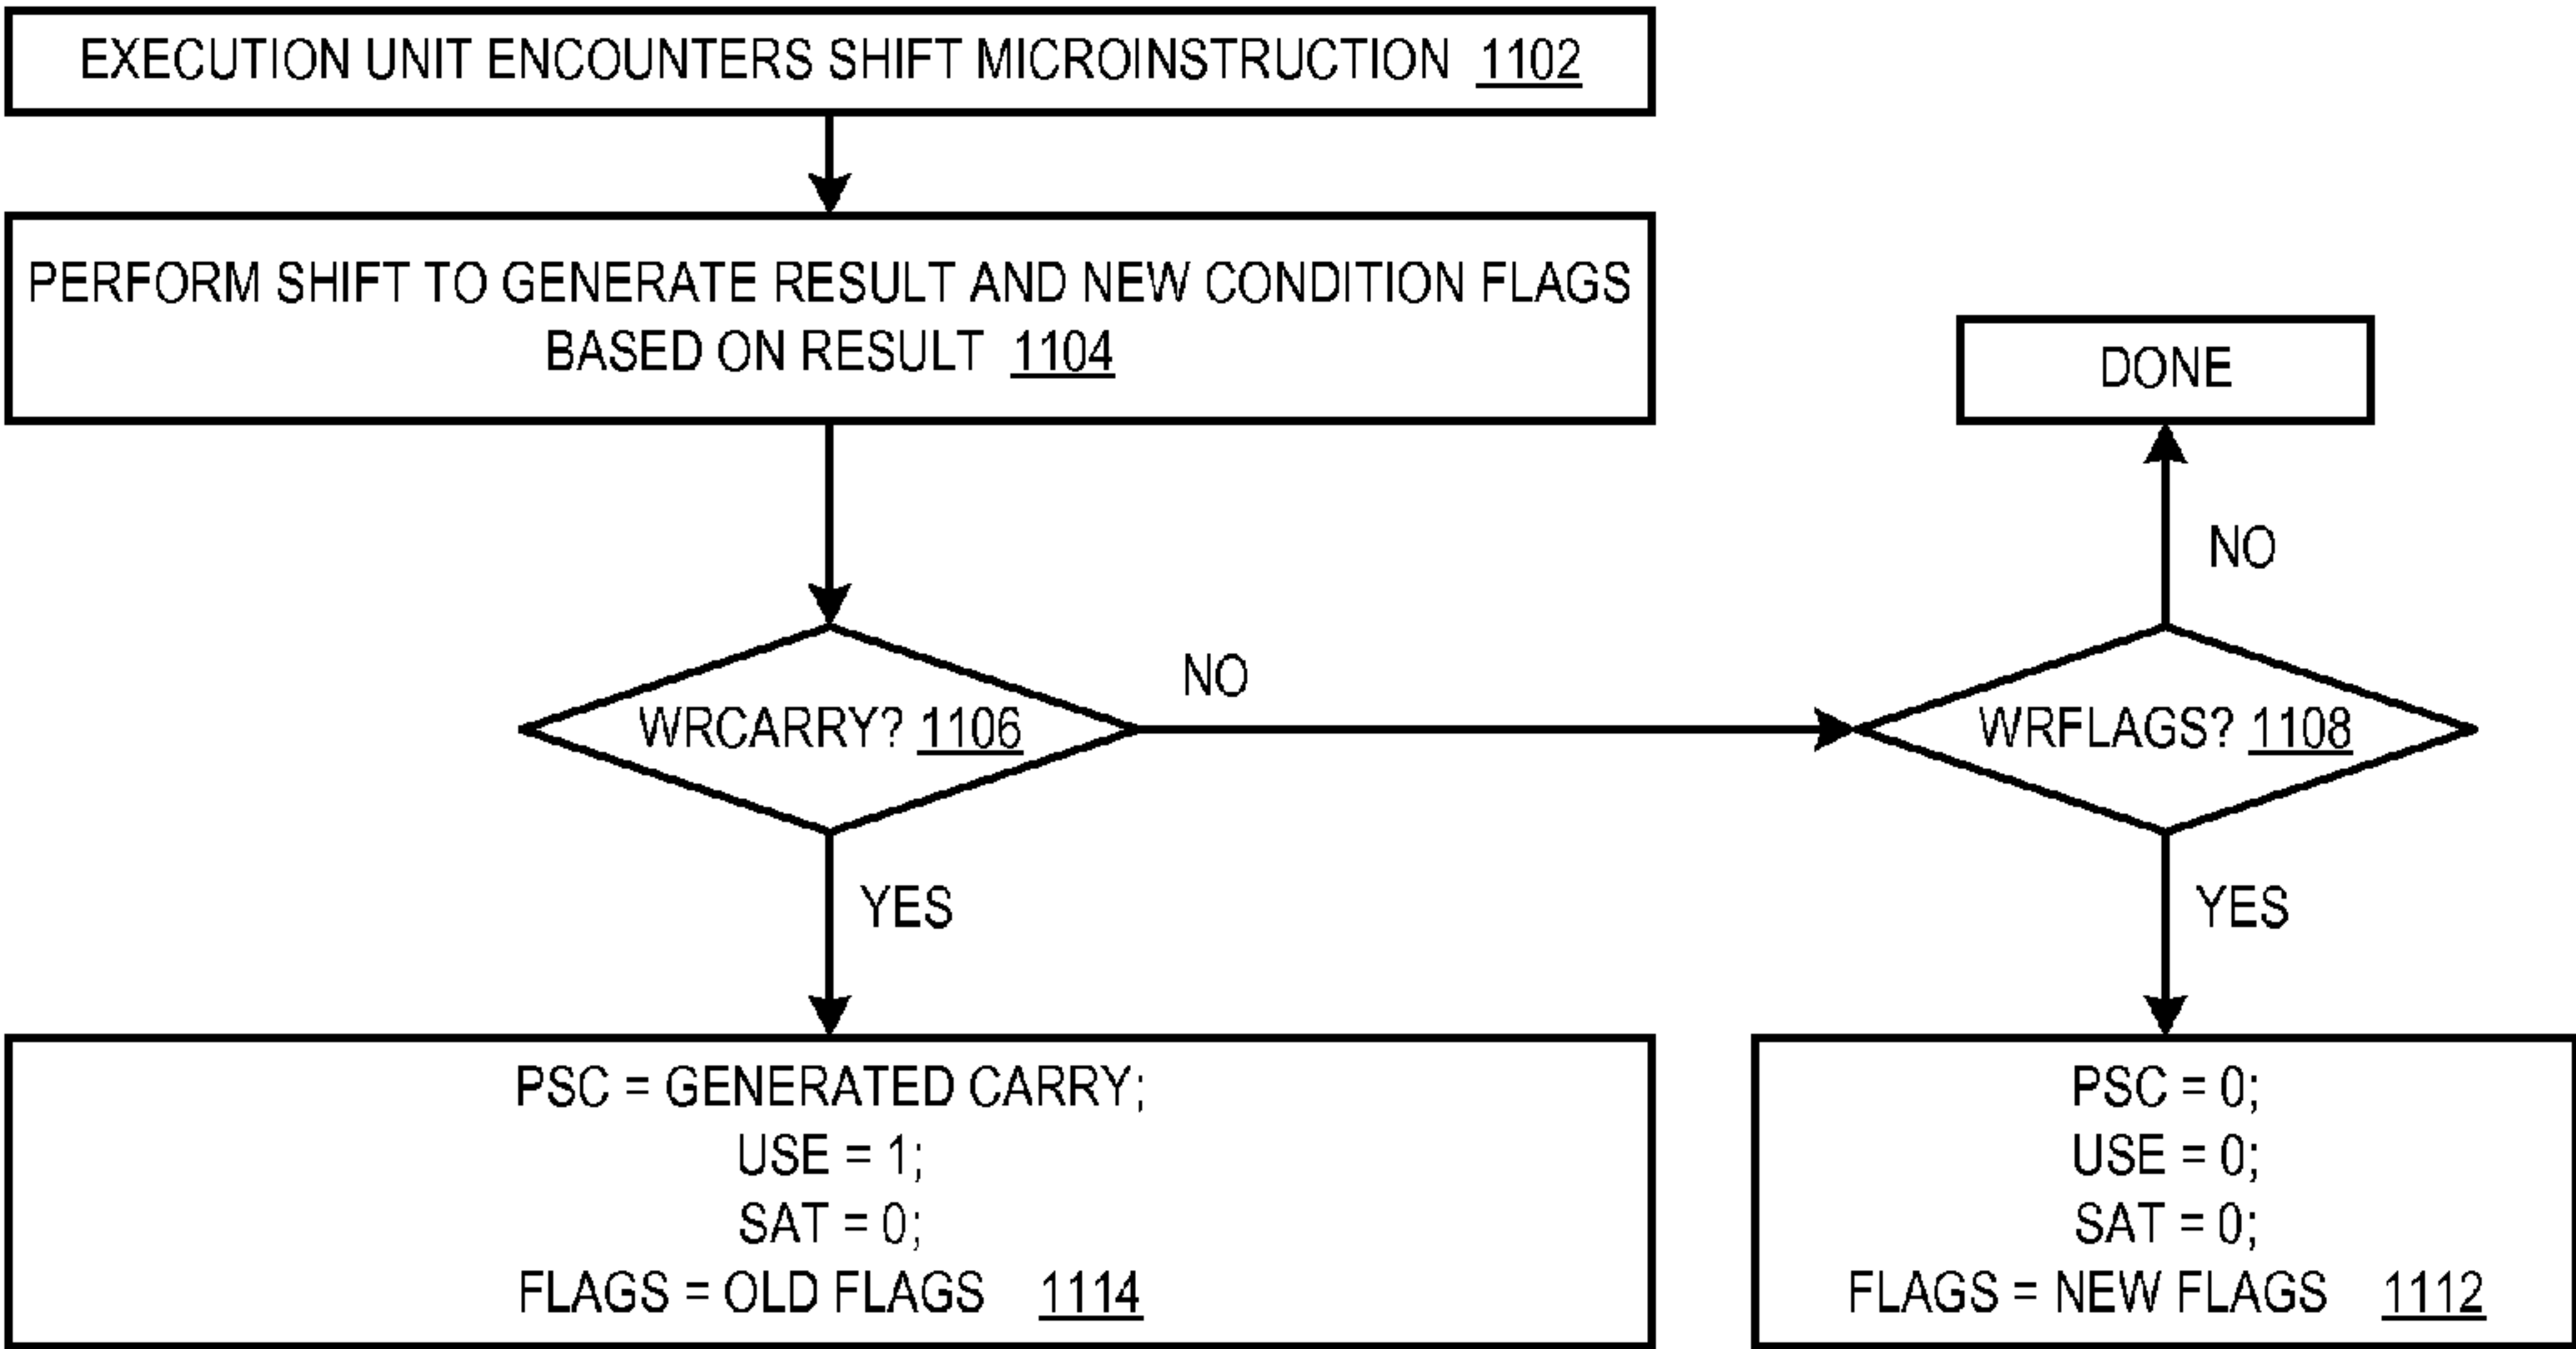 EXECUTION UNIT ENCOUNTERS SHIFT MICROINSTRUCTION 1102
PERFORM SHIFT TO GENERATE RESULT AND NEW CONDITION FLAGS
BASED ON RESULT 1104
DONE
NO
NO
WRCARRY? 1106
WRFLAGS? 1108
YES
YES
PSC = GENERATED CARRY;
USE = 1;
SAT = 0;
FLAGS = OLD FLAGS 1114
PSC = 0;
USE = 0;
SAT = 0;
FLAGS = NEW FLAGS 1112